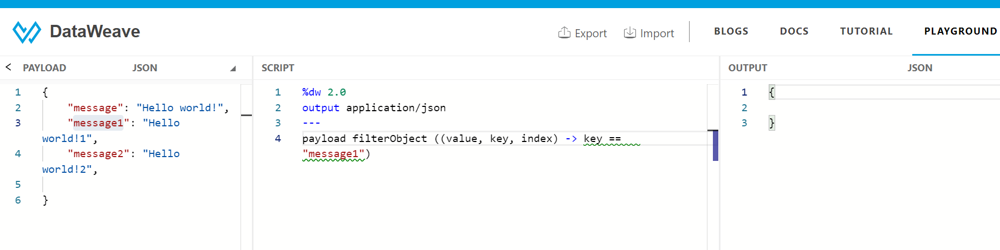 DataWeave
Export Import BLOGS DOCS TUTORIAL PLAYGROUND
< PAYLOAD JSON
1 {
2 "message": "Hello world!",
3 "message1": "Hello
world!1",
4 "message2": "Hello
world!2",
5
6 }
SCRIPT
1 %dw 2.0
2 output application/json
3 ---
4 payload filterObject ((value, key, index) -> key ==
"message1")
OUTPUT JSON
1 {
2
3 }